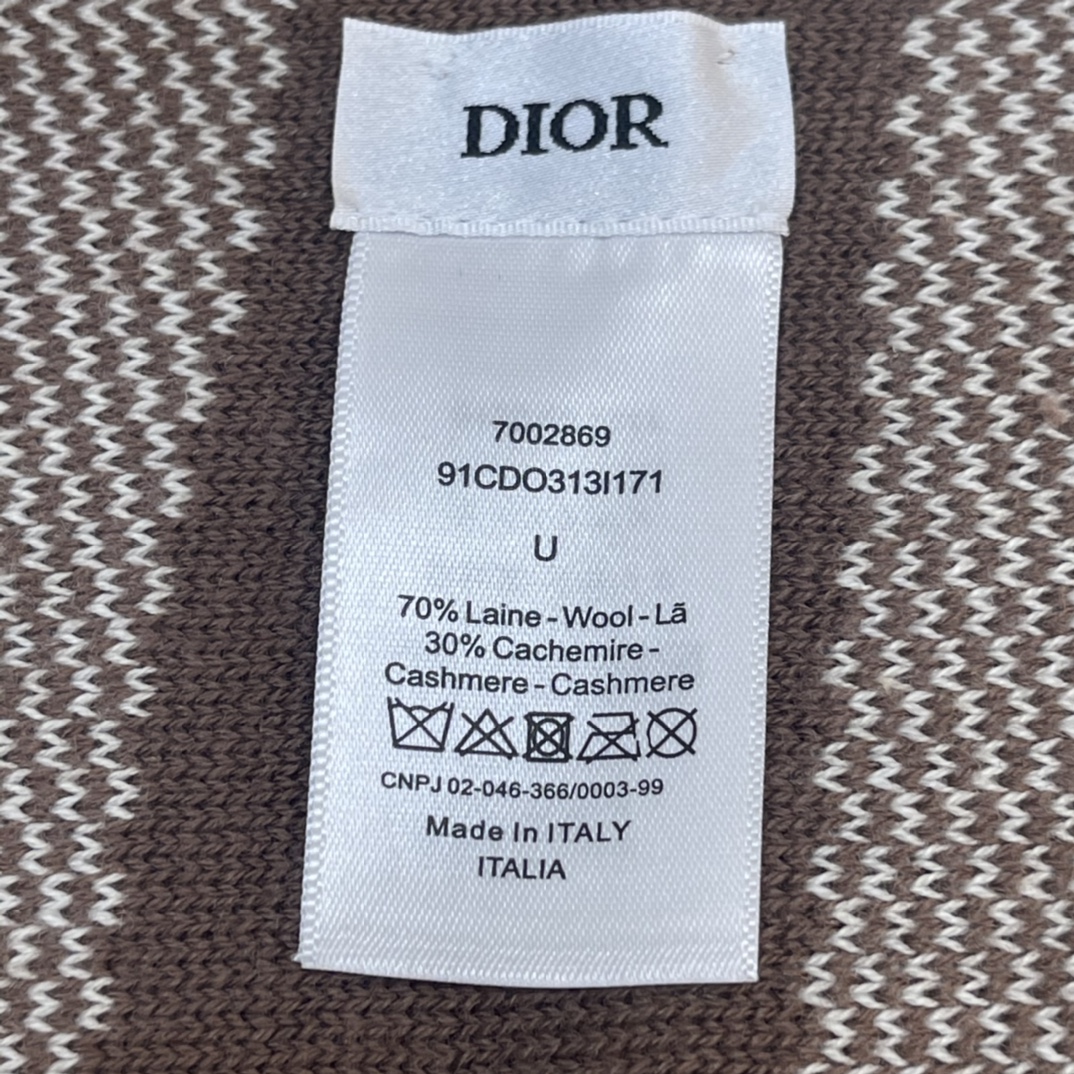 DIOR
7002869
91CDO313I171
U
70% Laine - Wool - Lã
30% Cachemire -
Cashmere - Cashmere
CNPJ 02-046-366/0003-99
Made In ITALY
ITALIA